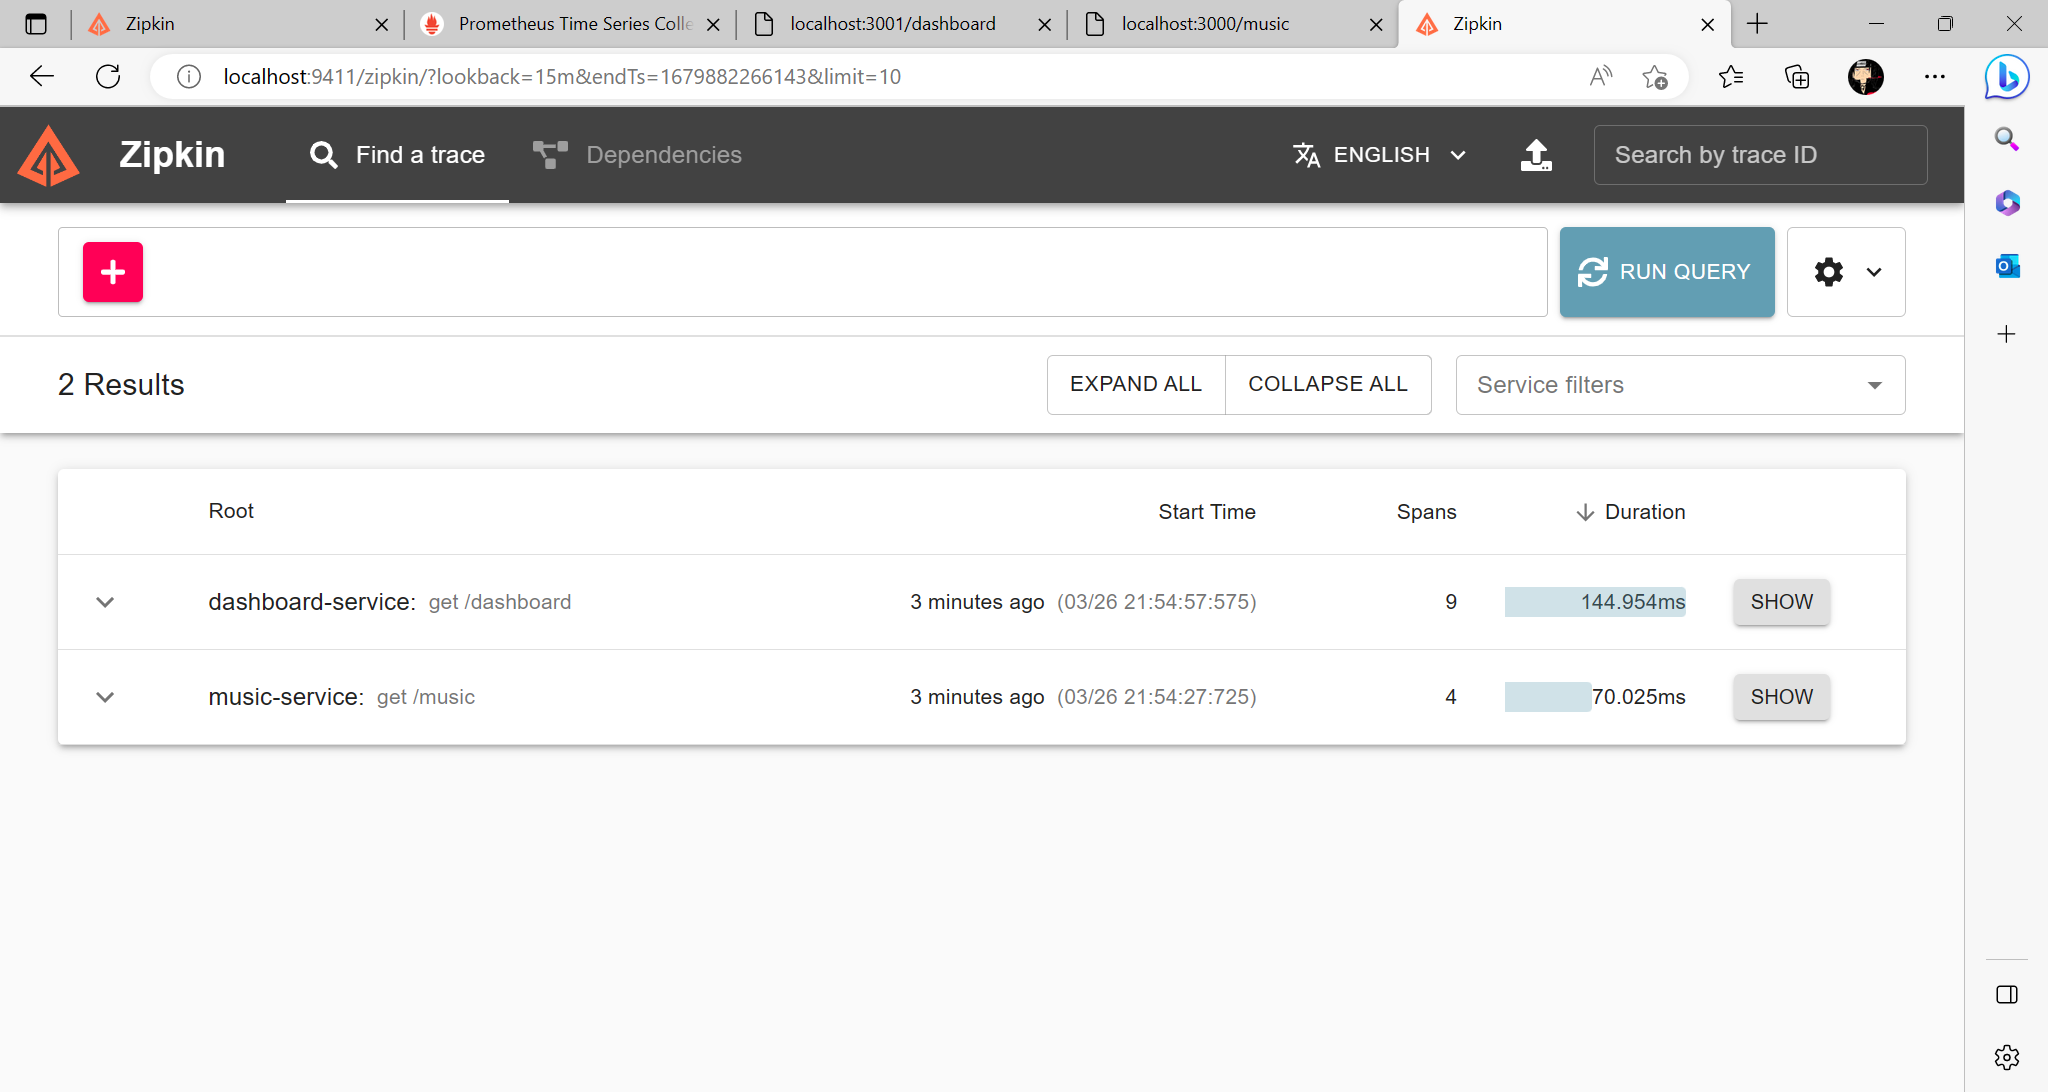 Zipkin
Prometheus Time Series Colle
localhost:3001/dashboard
localhost:3000/music
Zipkin
localhost:9411/zipkin/?lookback=15m&endTs=1679882266143&limit=10
Zipkin
Find a trace
Dependencies
ENGLISH
Search by trace ID
RUN QUERY
2 Results
EXPAND ALL
COLLAPSE ALL
Service filters
Root
Start Time
Spans
Duration
dashboard-service: get /dashboard
3 minutes ago (03/26 21:54:57:575)
9
144.954ms
SHOW
music-service: get /music
3 minutes ago (03/26 21:54:27:725)
4
70.025ms
SHOW